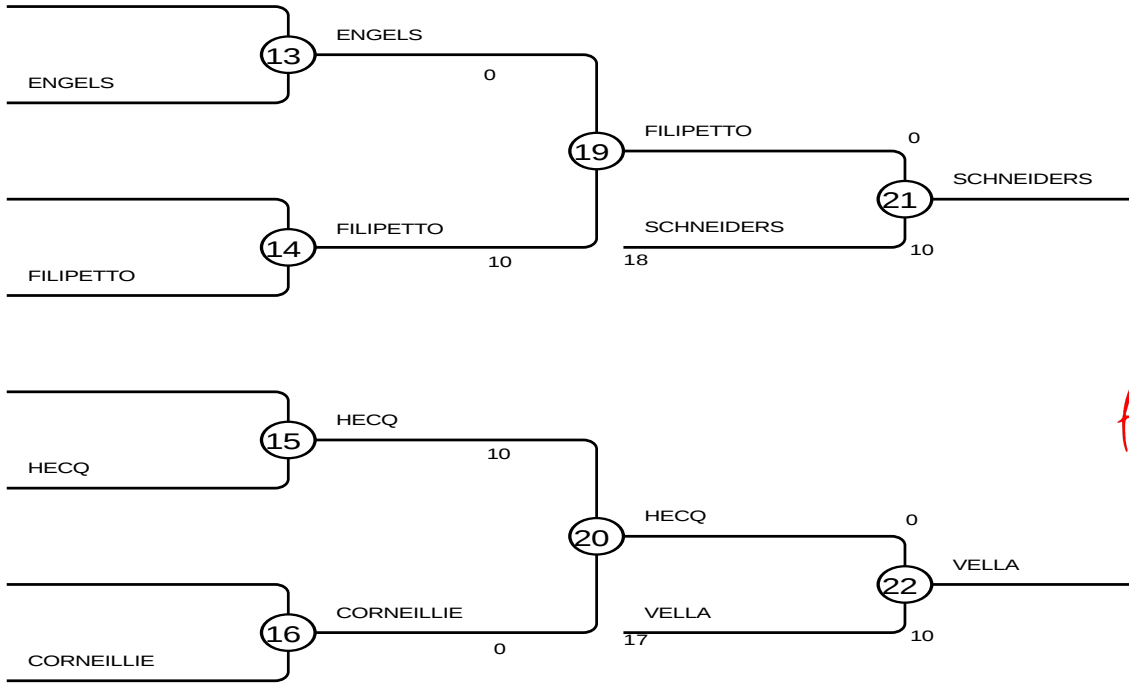 ENGELS
13
ENGELS
0
FILIPETTO
0
19
SCHNEIDERS
21
FILIPETTO
SCHNEIDERS
14
10
18
10
FILIPETTO
HECQ
15
10
HECQ
HECQ
0
20
VELLA
22
CORNEILLIE
VELLA
16
17
10
0
CORNEILLIE